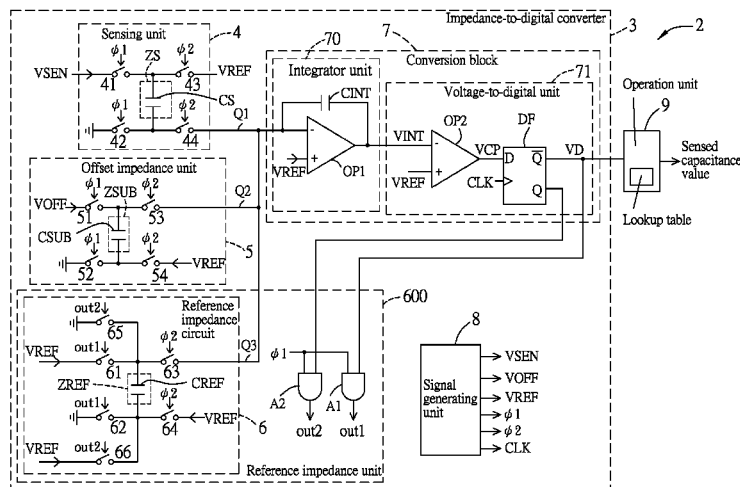 Impedance-to-digital converter
3
2
Sensing unit
4
ϕ1
ZS
ϕ2
VSEN
VREF
41
43
CS
ϕ1
ϕ2
42
44
Q1
70
7
Conversion block
Integrator unit
CINT
-
+
VREF
OP1
VINT
71
Voltage-to-digital unit
OP2
-
+
VREF
VCP
DF
D
Q̅
Q
CLK
VD
Operation unit
9
Sensed
capacitance
value
Lookup table
Offset impedance unit
ϕ1
ZSUB
ϕ2
VOFF
51
53
Q2
CSUB
ϕ1
ϕ2
52
54
VREF
5
600
Reference
impedance
circuit
out2
65
out1
VREF
61
ϕ2
63
Q3
ZREF
CREF
out1
ϕ2
62
64
VREF
6
out2
VREF
66
Reference impedance unit
ϕ1
A2
A1
out2
out1
8
Signal
generating
unit
VSEN
VOFF
VREF
ϕ1
ϕ2
CLK